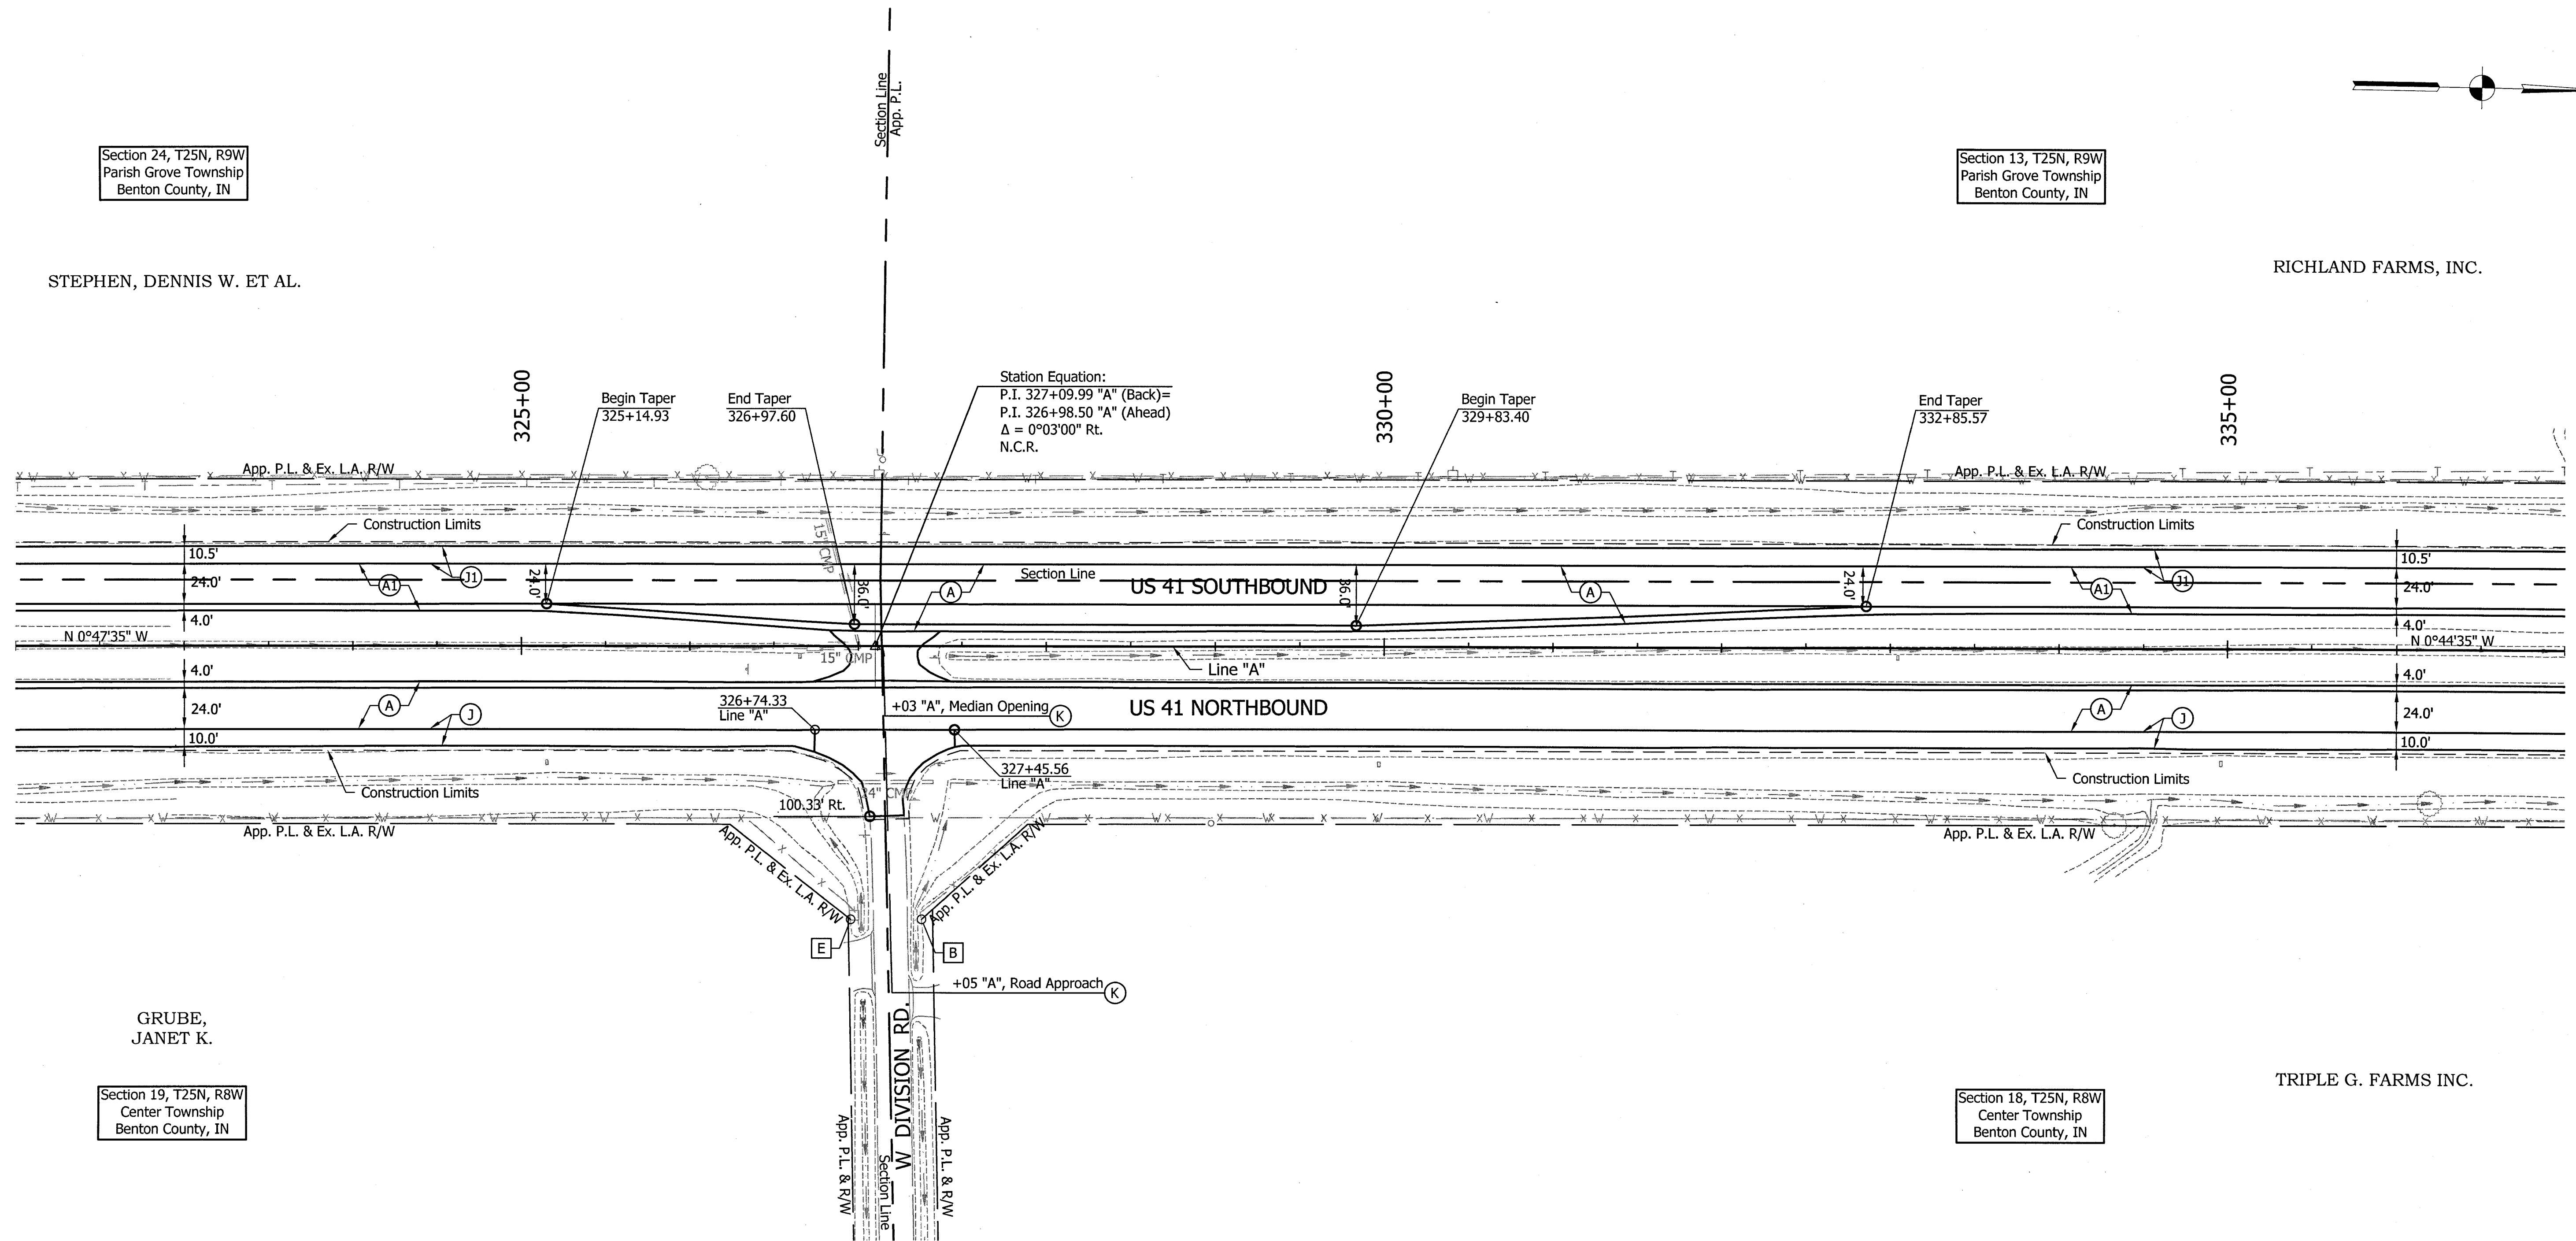 Section Line
App. P.L.
Section 24, T25N, R9W
Parish Grove Township
Benton County, IN
Section 13, T25N, R9W
Parish Grove Township
Benton County, IN
STEPHEN, DENNIS W. ET AL.
RICHLAND FARMS, INC.
325+00
Begin Taper
325+14.93
End Taper
326+97.60
Station Equation:
P.I. 327+09.99 "A" (Back)=
P.I. 326+98.50 "A" (Ahead)
Δ = 0°03'00" Rt.
N.C.R.
330+00
Begin Taper
329+83.40
End Taper
332+85.57
335+00
App. P.L. & Ex. L.A. R/W
App. P.L. & Ex. L.A. R/W
Construction Limits
15" CMP
Construction Limits
10.5'
24.0'
4.0'
A1
J1
24.0'
36.0'
A
Section Line
US 41 SOUTHBOUND
36.0'
A
24.0'
A1
J1
10.5'
24.0'
4.0'
N 0°47'35" W
15" CMP
Line "A"
N 0°44'35" W
4.0'
24.0'
10.0'
A
J
326+74.33
Line "A"
+03 "A", Median Opening
K
US 41 NORTHBOUND
A
J
4.0'
24.0'
10.0'
327+45.56
Line "A"
Construction Limits
Construction Limits
24" CMP
100.33' Rt.
App. P.L. & Ex. L.A. R/W
App. P.L. & Ex. L.A. R/W
App. P.L. & Ex. L.A. R/W
App. P.L. & Ex. L.A. R/W
E
B
+05 "A", Road Approach
K
W DIVISION RD.
App. P.L. & R/W
Section Line
App. P.L. & R/W
GRUBE,
JANET K.
Section 19, T25N, R8W
Center Township
Benton County, IN
TRIPLE G. FARMS INC.
Section 18, T25N, R8W
Center Township
Benton County, IN